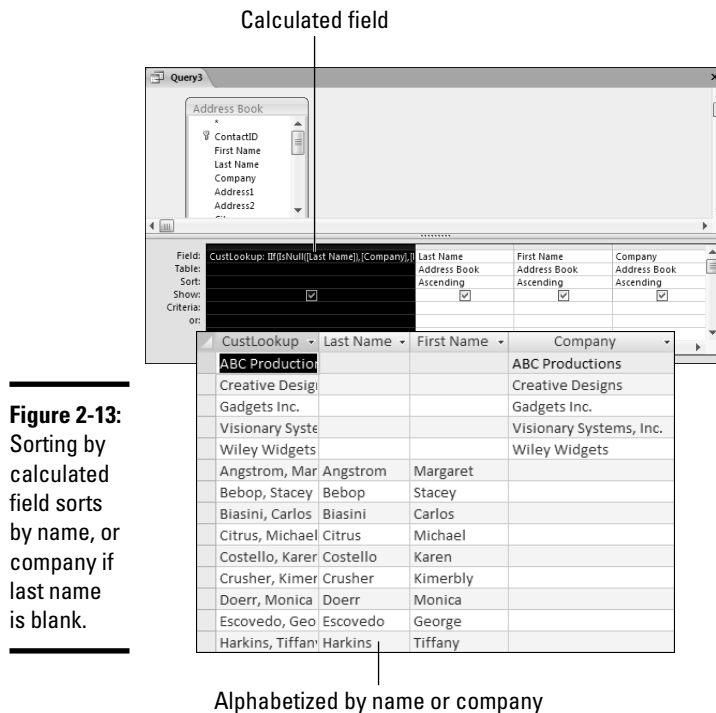 Calculated field
Query3
Address Book
*
ContactID
First Name
Last Name
Company
Address1
Address2
Field: CustLookup: IIf(IsNull([Last Name]),[Company],[ Last Name First Name Company
Table: Address Book Address Book Address Book
Sort: Ascending Ascending Ascending
Show:
Criteria:
or:
CustLookup Last Name First Name Company
ABC Production ABC Productions
Creative Desig Creative Designs
Gadgets Inc. Gadgets Inc.
Visionary Syste Visionary Systems, Inc.
Wiley Widgets Wiley Widgets
Angstrom, Mar Angstrom Margaret
Bebop, Stacey Bebop Stacey
Biasini, Carlos Biasini Carlos
Citrus, Michael Citrus Michael
Costello, Karen Costello Karen
Crusher, Kimer Crusher Kimerbly
Doerr, Monica Doerr Monica
Escovedo, Geo Escovedo George
Harkins, Tiffan Harkins Tiffany
Figure 2-13:
Sorting by
calculated
field sorts
by name, or
company if
last name
is blank.
Alphabetized by name or company